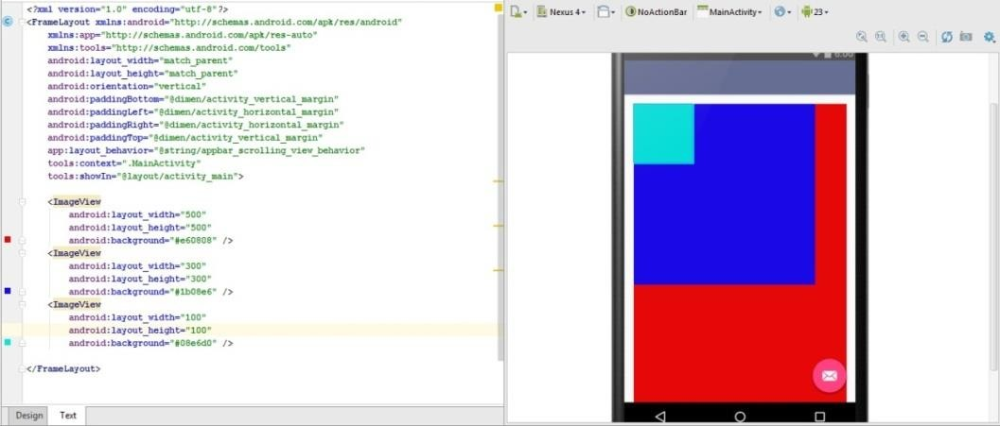 <?xml version="1.0" encoding="utf-8"?>
<FrameLayout xmlns:android="http://schemas.android.com/apk/res/android"
xmlns:app="http://schemas.android.com/apk/res-auto"
xmlns:tools="http://schemas.android.com/tools"
android:layout_width="match_parent"
android:layout_height="match_parent"
android:orientation="vertical"
android:paddingBottom="@dimen/activity_vertical_margin"
android:paddingLeft="@dimen/activity_horizontal_margin"
android:paddingRight="@dimen/activity_horizontal_margin"
android:paddingTop="@dimen/activity_vertical_margin"
app:layout_behavior="@string/appbar_scrolling_view_behavior"
tools:context=".MainActivity"
tools:showIn="@layout/activity_main">
<ImageView
android:layout_width="500"
android:layout_height="500"
android:background="#e60808" />
<ImageView
android:layout_width="300"
android:layout_height="300"
android:background="#1b08e6" />
<ImageView
android:layout_width="100"
android:layout_height="100"
android:background="#08e6d0" />
</FrameLayout>
Design Text
Nexus 4 NoActionBar MainActivity 23
6:00